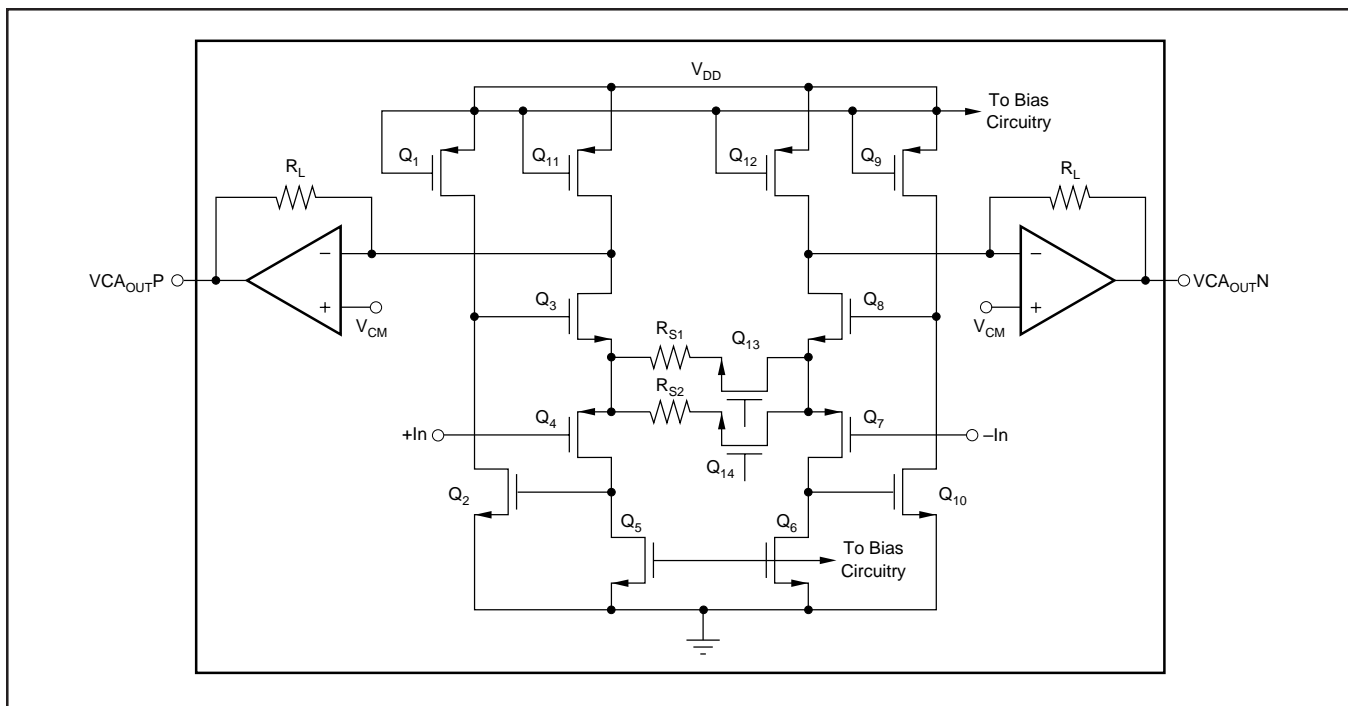 V_DD
To Bias
Circuitry
Q_1
Q_11
Q_12
Q_9
R_L
R_L
−
−
VCA_OUTP
VCA_OUTN
+
+
V_CM
V_CM
Q_3
Q_8
R_S1
Q_13
R_S2
Q_4
Q_7
+In
–In
Q_14
Q_2
Q_10
Q_5
Q_6
To Bias
Circuitry